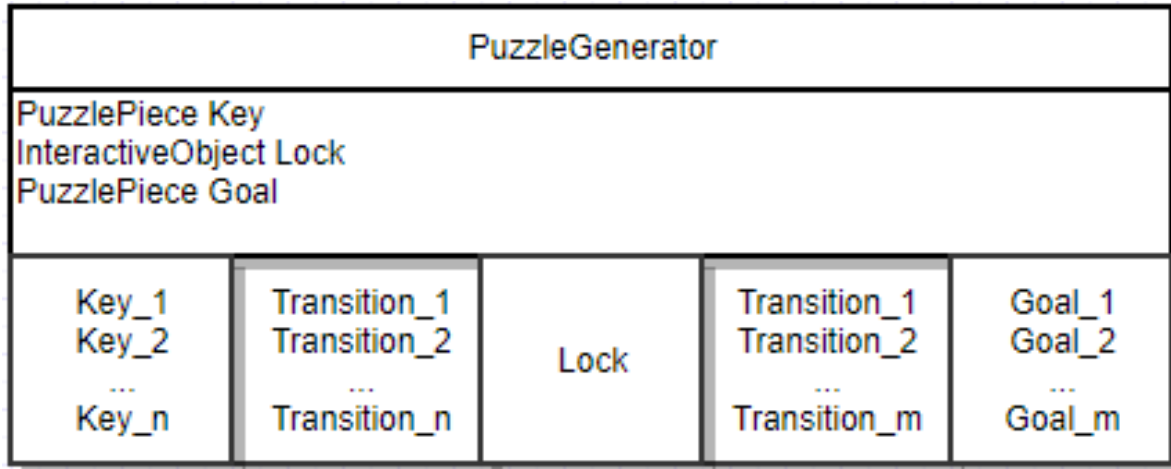 PuzzleGenerator
PuzzlePiece Key
InteractiveObject Lock
PuzzlePiece Goal
Key_1
Key_2
...
Key_n
Transition_1
Transition_2
...
Transition_n
Lock
Transition_1
Transition_2
...
Transition_m
Goal_1
Goal_2
...
Goal_m